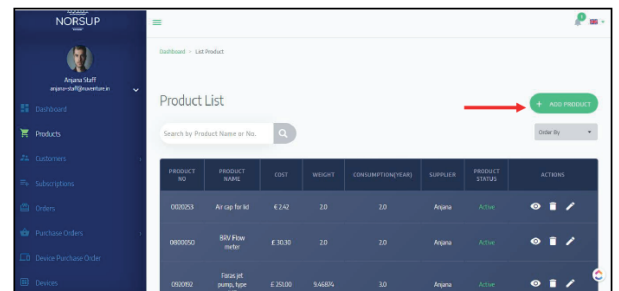 NORSUP
Anjana Staff
anjana-staff@nuventure.in
Dashboard
Products
Customers
Subscriptions
Orders
Purchase Orders
Device Purchase Order
Devices
Dashboard - List Product
Product List
+ ADD PRODUCT
Search by Product Name or No.
Order By
PRODUCT NO PRODUCT NAME COST WEIGHT CONSUMPTION(YEAR) SUPPLIER PRODUCT STATUS ACTIONS
0020253 Air cap for lid € 2.42 2.0 2.0 Anjana Active
0600050 BRV Flow meter £ 30.30 2.0 2.0 Anjana Active
0920192 Foras jet pump, type £ 251.00 9.46874 3.0 Anjana Active